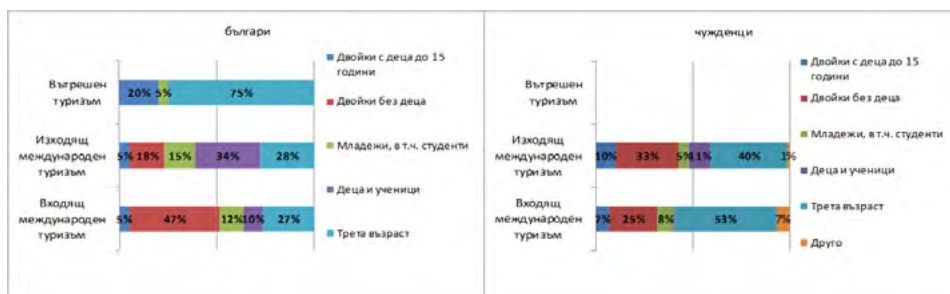 българи
Вътрешен
туризъм
20% 5% 75%
Изходящ
международен
туризъм
5% 18% 15% 34% 28%
Входящ
международен
туризъм
5% 47% 12% 10% 27%
Двойки с деца до 15
години
Двойки без деца
Младежи, в т.ч. студенти
Деца и ученици
Трета възраст
чужденци
Вътрешен
туризъм
Изходящ
международен
туризъм
10% 33% 5% 11% 40% 1%
Входящ
международен
туризъм
7% 25% 8% 53% 7%
Двойки с деца до 15
години
Двойки без деца
Младежи, в т.ч. студенти
Деца и ученици
Трета възраст
Друго